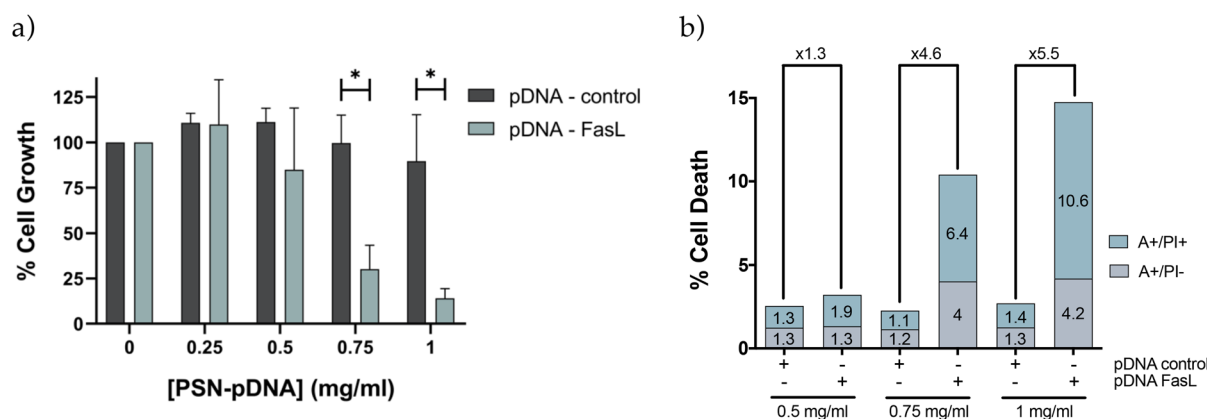 a)
% Cell Growth
125
100
75
50
25
0
* *
pDNA - control
pDNA - FasL
0 0.25 0.5 0.75 1
[PSN-pDNA] (mg/ml)
b)
x1.3 x4.6 x5.5
% Cell Death
15
10
5
0
1.3 1.9 1.1 6.4 1.4 10.6
1.3 1.3 1.2 4 1.3 4.2
A+/PI+
A+/PI-
+ - + - + - pDNA control
- + - + - + pDNA FasL
0.5 mg/ml 0.75 mg/ml 1 mg/ml